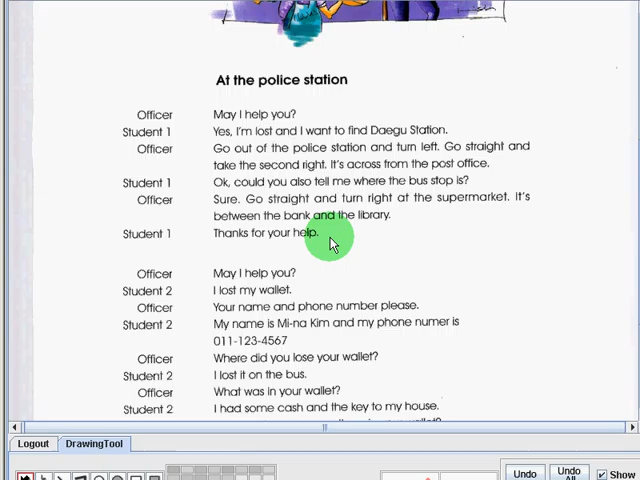 At the police station
Officer May I help you?
Student 1 Yes, I'm lost and I want to find Daegu Station.
Officer Go out of the police station and turn left. Go straight and
take the second right. It's across from the post office.
Student 1 Ok, could you also tell me where the bus stop is?
Officer Sure. Go straight and turn right at the supermarket. It's
between the bank and the library.
Student 1 Thanks for your help.
Officer May I help you?
Student 2 I lost my wallet.
Officer Your name and phone number please.
Student 2 My name is Mi-na Kim and my phone numer is
011-123-4567
Officer Where did you lose your wallet?
Student 2 I lost it on the bus.
Officer What was in your wallet?
Student 2 I had some cash and the key to my house.
Logout DrawingTool
Undo Undo All Show